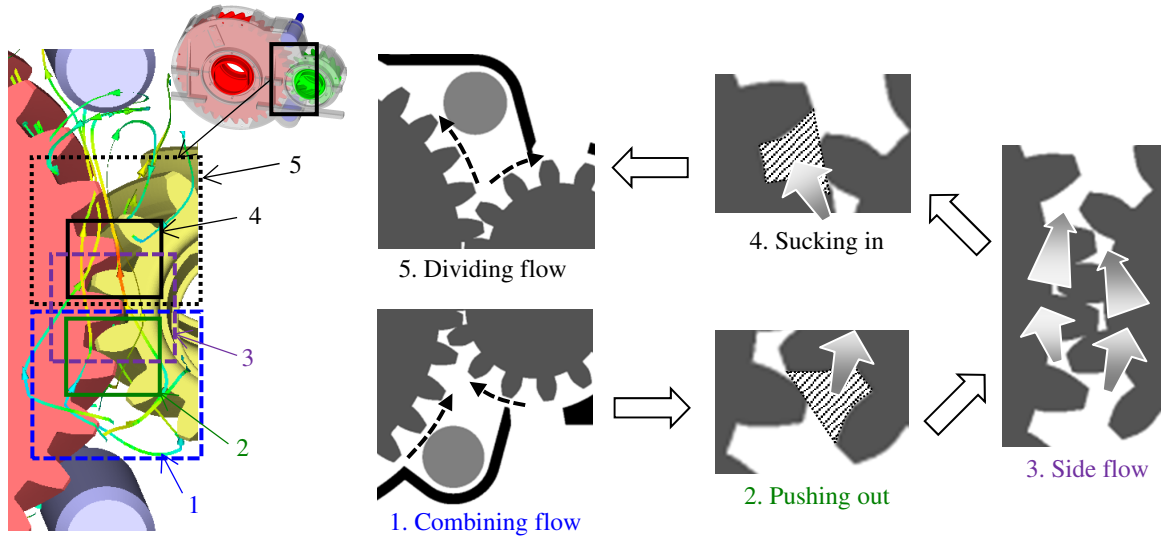 5
4
3
2
1
5. Dividing flow
4. Sucking in
1. Combining flow
2. Pushing out
3. Side flow